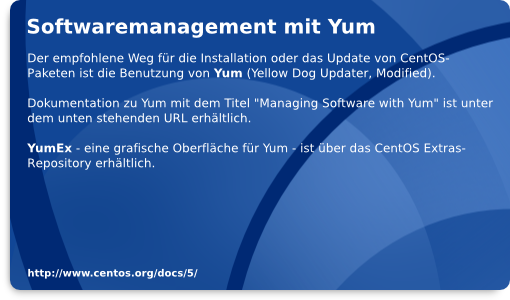 Softwaremanagement mit Yum
Der empfohlene Weg für die Installation oder das Update von CentOS-
Paketen ist die Benutzung von Yum (Yellow Dog Updater, Modified).
Dokumentation zu Yum mit dem Titel "Managing Software with Yum" ist unter
dem unten stehenden URL erhältlich.
YumEx - eine grafische Oberfläche für Yum - ist über das CentOS Extras-
Repository erhältlich.
http://www.centos.org/docs/5/